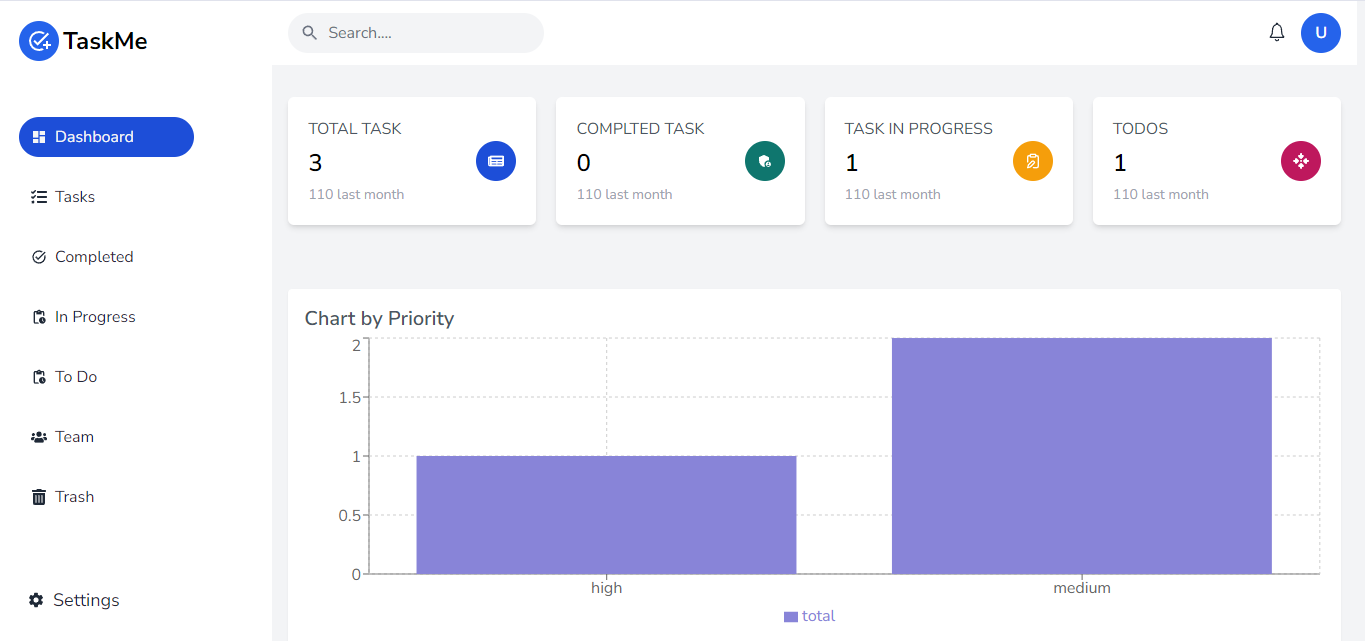 TaskMe
Search....
U
Dashboard
Tasks
Completed
In Progress
To Do
Team
Trash
Settings
TOTAL TASK
3
110 last month
COMPLTED TASK
0
110 last month
TASK IN PROGRESS
1
110 last month
TODOS
1
110 last month
Chart by Priority
2
1.5
1
0.5
0
high
medium
total